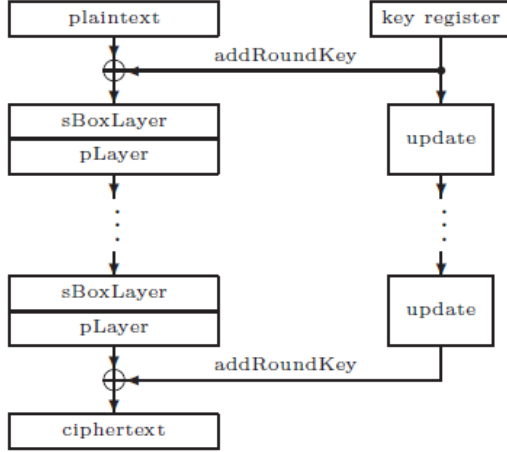 plaintext
key register
addRoundKey
sBoxLayer
pLayer
update
sBoxLayer
pLayer
update
addRoundKey
ciphertext